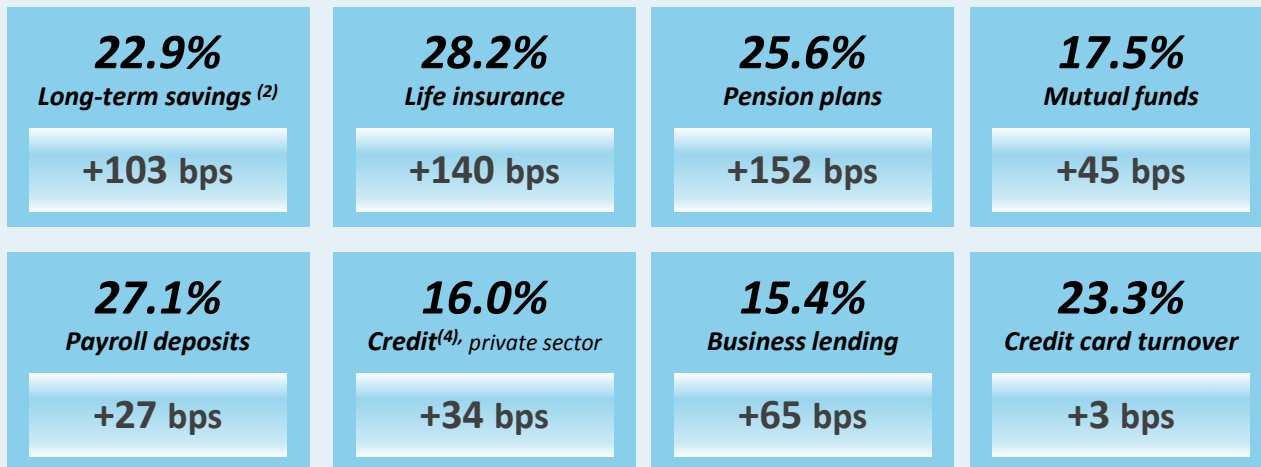 22.9%
Long-term savings (2)
+103 bps
28.2%
Life insurance
+140 bps
25.6%
Pension plans
+152 bps
17.5%
Mutual funds
+45 bps
27.1%
Payroll deposits
+27 bps
16.0%
Credit(4), private sector
+34 bps
15.4%
Business lending
+65 bps
23.3%
Credit card turnover
+3 bps